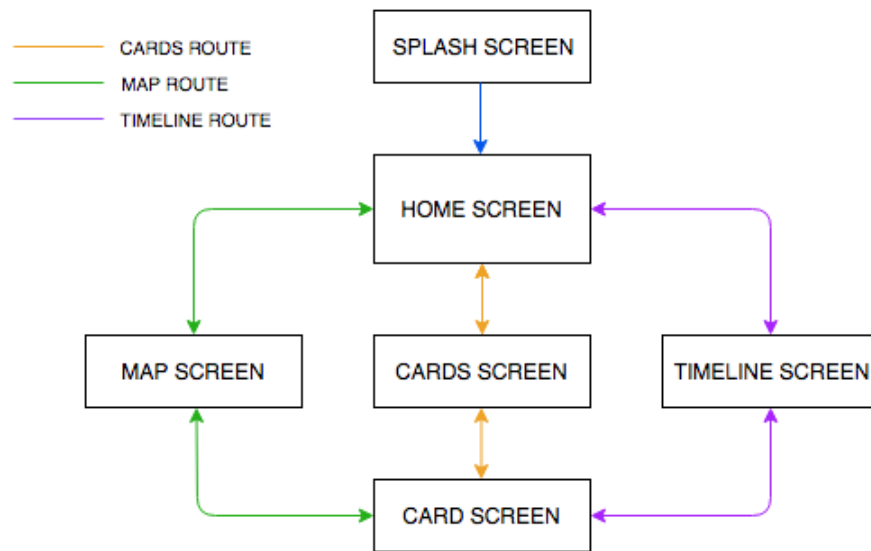 CARDS ROUTE
MAP ROUTE
TIMELINE ROUTE
SPLASH SCREEN
HOME SCREEN
MAP SCREEN
CARDS SCREEN
TIMELINE SCREEN
CARD SCREEN